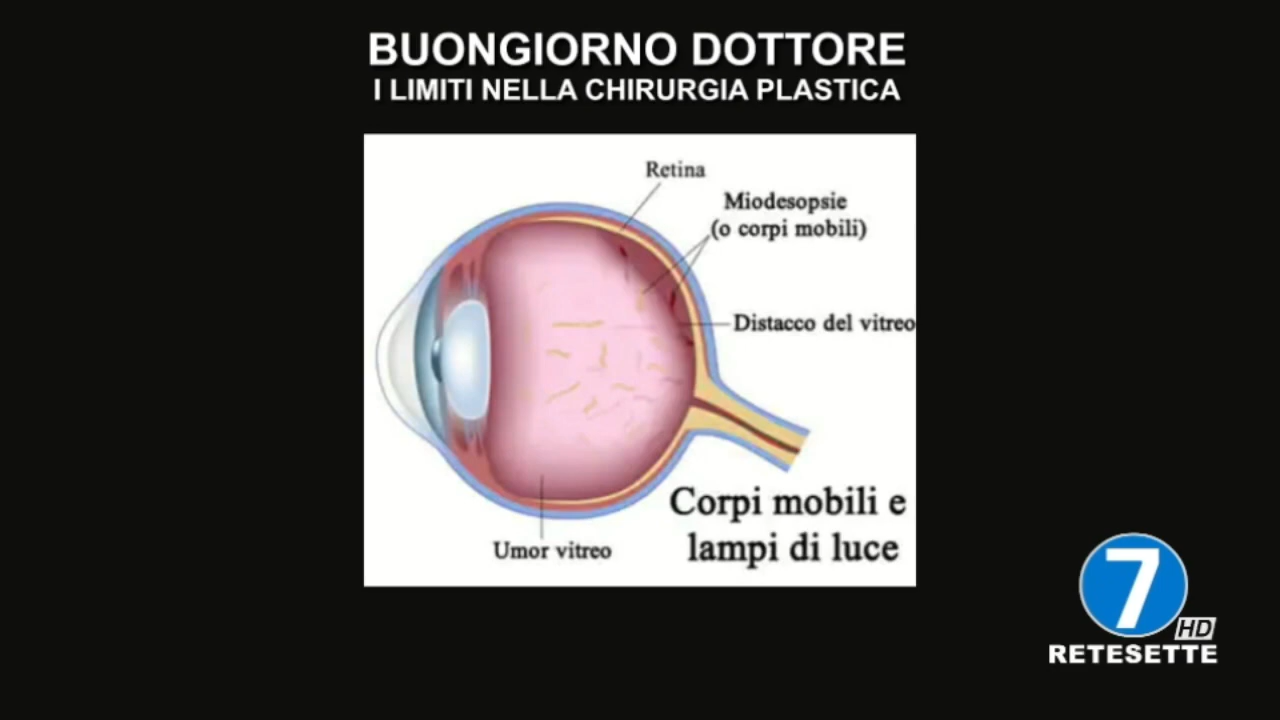 BUONGIORNO DOTTORE
I LIMITI NELLA CHIRURGIA PLASTICA
Retina
Miodesopsie
(o corpi mobili)
Distacco del vitreo
Corpi mobili e
lampi di luce
Umor vitreo
7
HD
RETESETTE